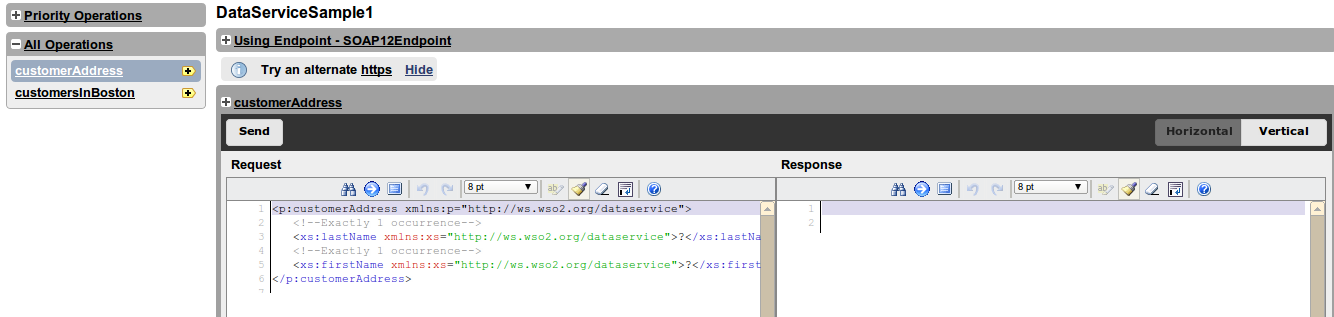 Priority Operations
All Operations
customerAddress
customersInBoston
DataServiceSample1
Using Endpoint - SOAP12Endpoint
Try an alternate https Hide
customerAddress
Send
Horizontal Vertical
Request
8 pt
1 <p:customerAddress xmlns:p="http://ws.wso2.org/dataservice">
2 <!--Exactly 1 occurrence-->
3 <xs:lastName xmlns:xs="http://ws.wso2.org/dataservice">?</xs:lastNa
4 <!--Exactly 1 occurrence-->
5 <xs:firstName xmlns:xs="http://ws.wso2.org/dataservice">?</xs:first
6 </p:customerAddress>
7
Response
8 pt
1
2